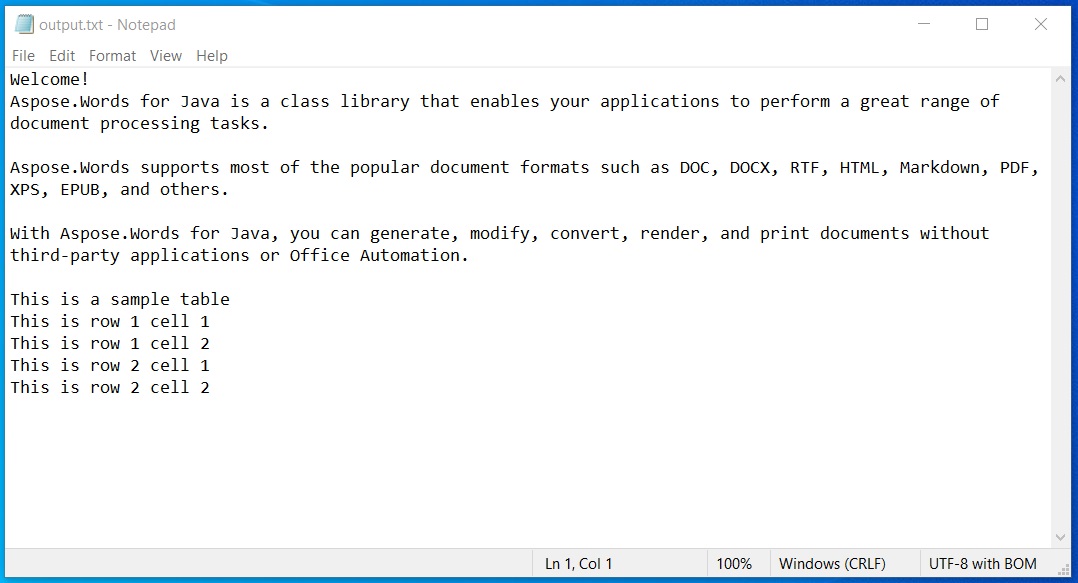 output.txt - Notepad
File Edit Format View Help
Welcome!
Aspose.Words for Java is a class library that enables your applications to perform a great range of
document processing tasks.
Aspose.Words supports most of the popular document formats such as DOC, DOCX, RTF, HTML, Markdown, PDF,
XPS, EPUB, and others.
With Aspose.Words for Java, you can generate, modify, convert, render, and print documents without
third-party applications or Office Automation.
This is a sample table
This is row 1 cell 1
This is row 1 cell 2
This is row 2 cell 1
This is row 2 cell 2
Ln 1, Col 1 100% Windows (CRLF) UTF-8 with BOM